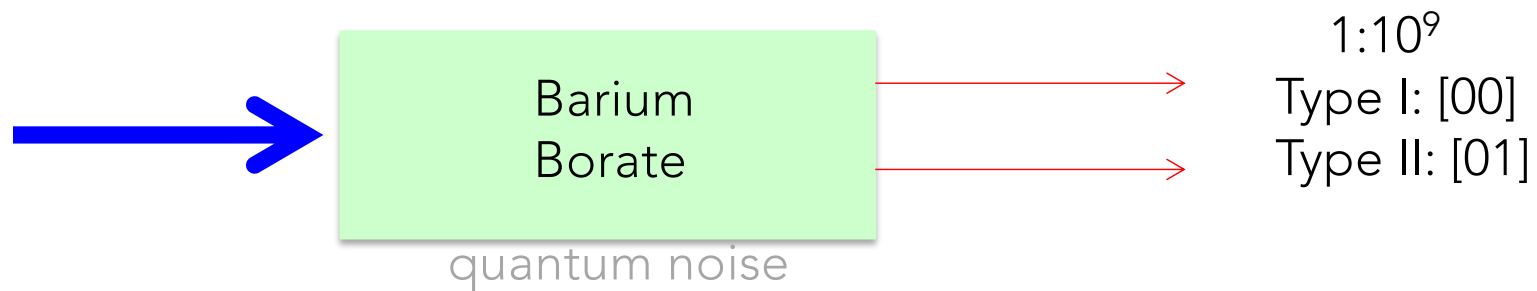 Barium
Borate
quantum noise
1:10⁹
Type I: [00]
Type II: [01]